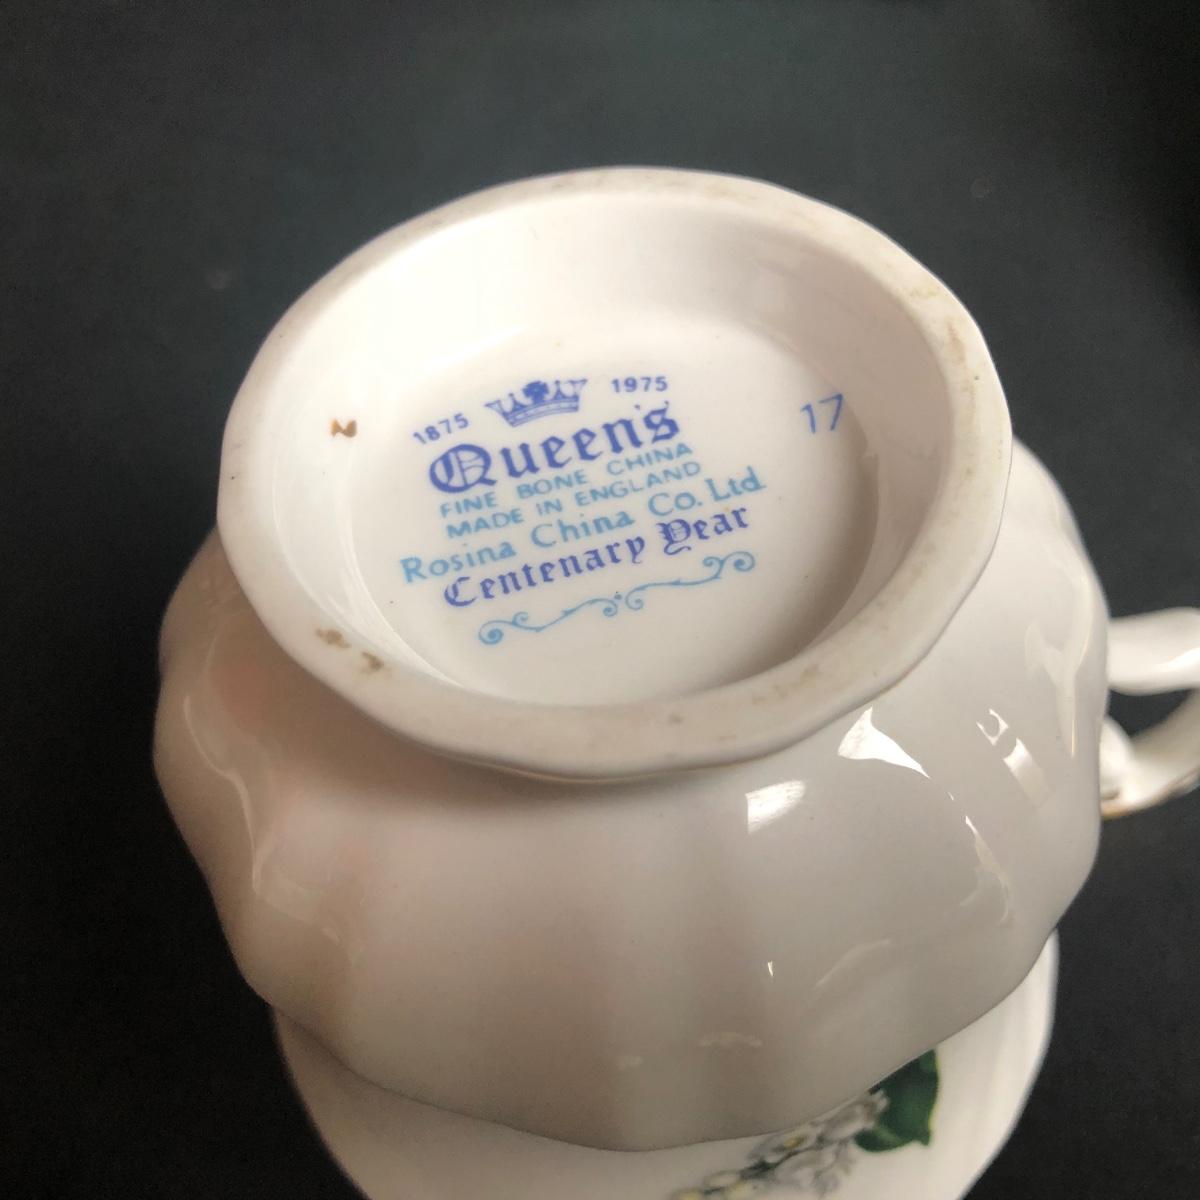 1875 1975
Queen's
FINE BONE CHINA
MADE IN ENGLAND
Rosina China Co. Ltd
Centenary Year
17